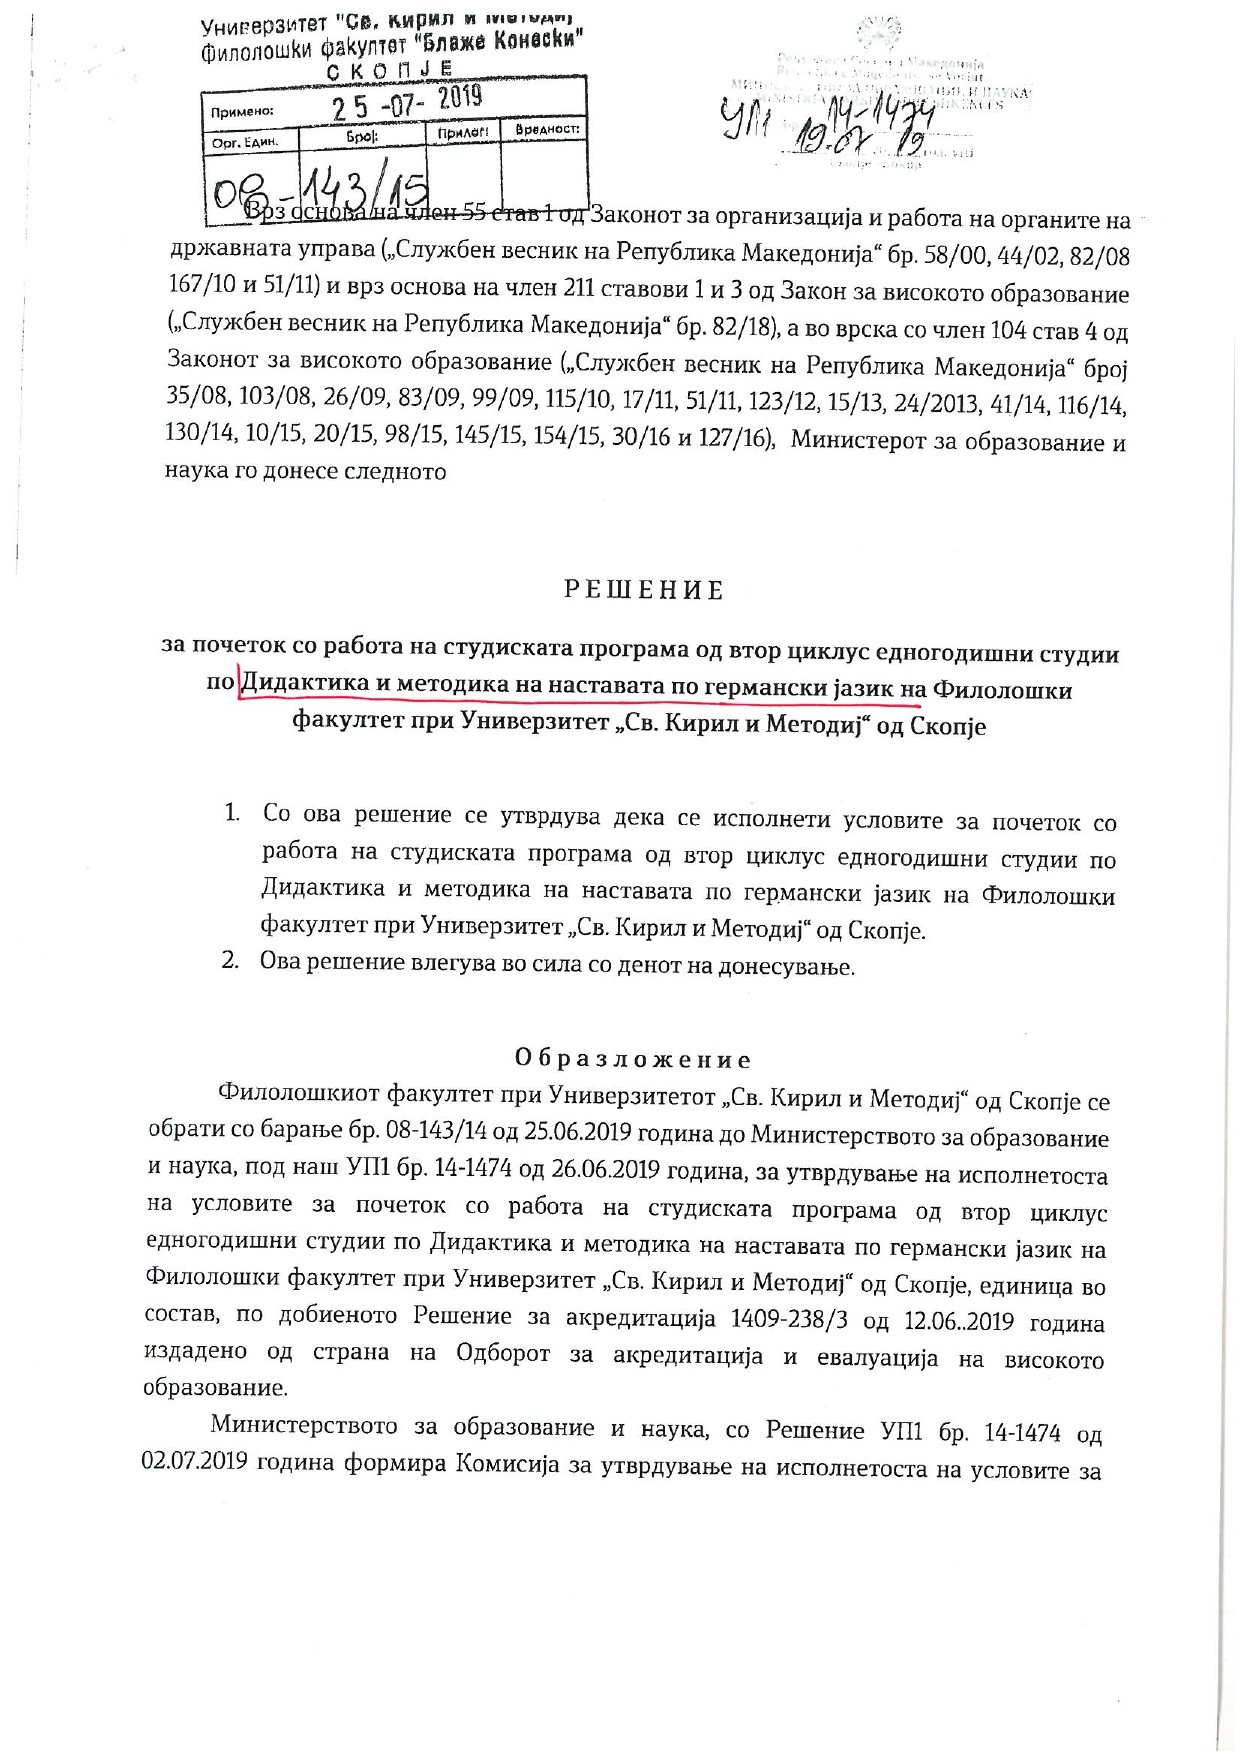 Универзитет "Св. Кирил и Методиј
Филолошки факултет "Блаже Конески"
СКОПЈЕ
Примено: 25 -07- 2019
Орг. Един. Број: Прилог: Вредност:
08-143/15
УП1 14-1474
19.07 19
Врз основа на член 55 став 1 од Законот за организација и работа на органите на
државната управа („Службен весник на Република Македонија“ бр. 58/00, 44/02, 82/08
167/10 и 51/11) и врз основа на член 211 ставови 1 и 3 од Закон за високото образование
(„Службен весник на Република Македонија“ бр. 82/18), а во врска со член 104 став 4 од
Законот за високото образование („Службен весник на Република Македонија“ број
35/08, 103/08, 26/09, 83/09, 99/09, 115/10, 17/11, 51/11, 123/12, 15/13, 24/2013, 41/14, 116/14,
130/14, 10/15, 20/15, 98/15, 145/15, 154/15, 30/16 и 127/16), Министерот за образование и
наука го донесе следното
РЕШЕНИЕ
за почеток со работа на студиската програма од втор циклус едногодишни студии
по Дидактика и методика на наставата по германски јазик на Филолошки
факултет при Универзитет „Св. Кирил и Методиј“ од Скопје
1. Со ова решение се утврдува дека се исполнети условите за почеток со
работа на студиската програма од втор циклус едногодишни студии по
Дидактика и методика на наставата по германски јазик на Филолошки
факултет при Универзитет „Св. Кирил и Методиј“ од Скопје.
2. Ова решение влегува во сила со денот на донесување.
Образложение
Филолошкиот факултет при Универзитетот „Св. Кирил и Методиј“ од Скопје се
обрати со барање бр. 08-143/14 од 25.06.2019 година до Министерството за образование
и наука, под наш УП1 бр. 14-1474 од 26.06.2019 година, за утврдување на исполнетоста
на условите за почеток со работа на студиската програма од втор циклус
едногодишни студии по Дидактика и методика на наставата по германски јазик на
Филолошки факултет при Универзитет „Св. Кирил и Методиј“ од Скопје, единица во
состав, по добиеното Решение за акредитација 1409-238/3 од 12.06..2019 година
издадено од страна на Одборот за акредитација и евалуација на високото
образование.
Министерството за образование и наука, со Решение УП1 бр. 14-1474 од
02.07.2019 година формира Комисија за утврдување на исполнетоста на условите за